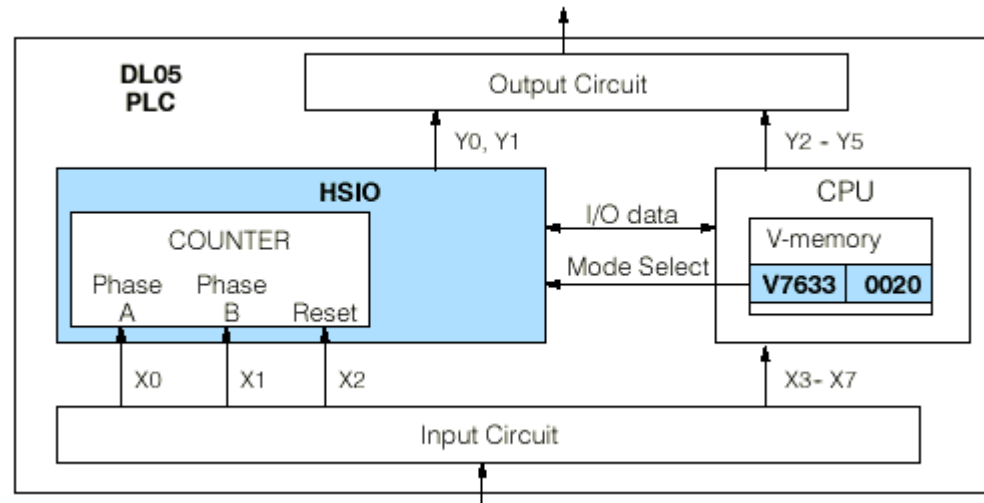 DL05
PLC
Output Circuit
Y0, Y1
Y2 - Y5
HSIO
CPU
COUNTER
I/O data
V-memory
Mode Select
V7633 0020
Phase Phase
A B Reset
X0 X1 X2 X3- X7
Input Circuit